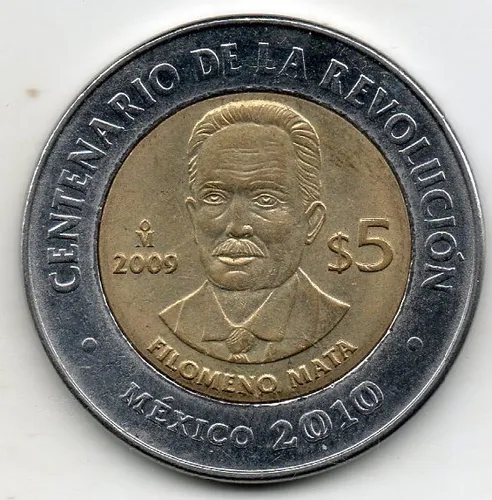 CENTENARIO DE LA REVOLUCIÓN
M
2009
$5
FILOMENO MATA
MÉXICO 2010